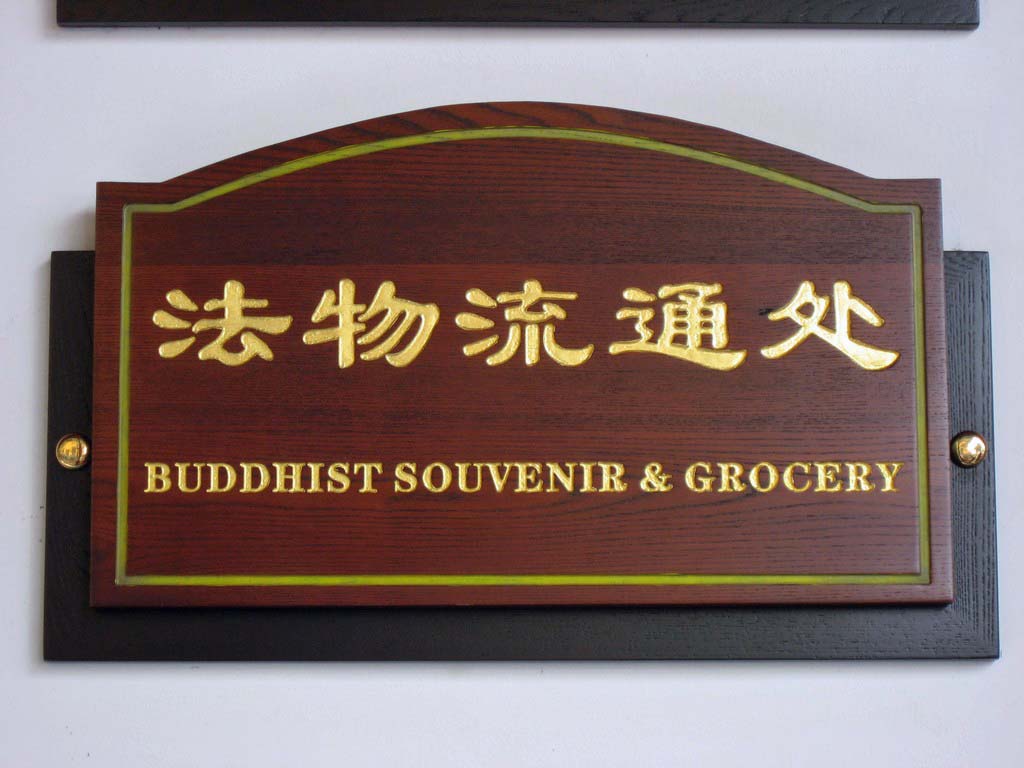 法物流通处
BUDDHIST SOUVENIR & GROCERY